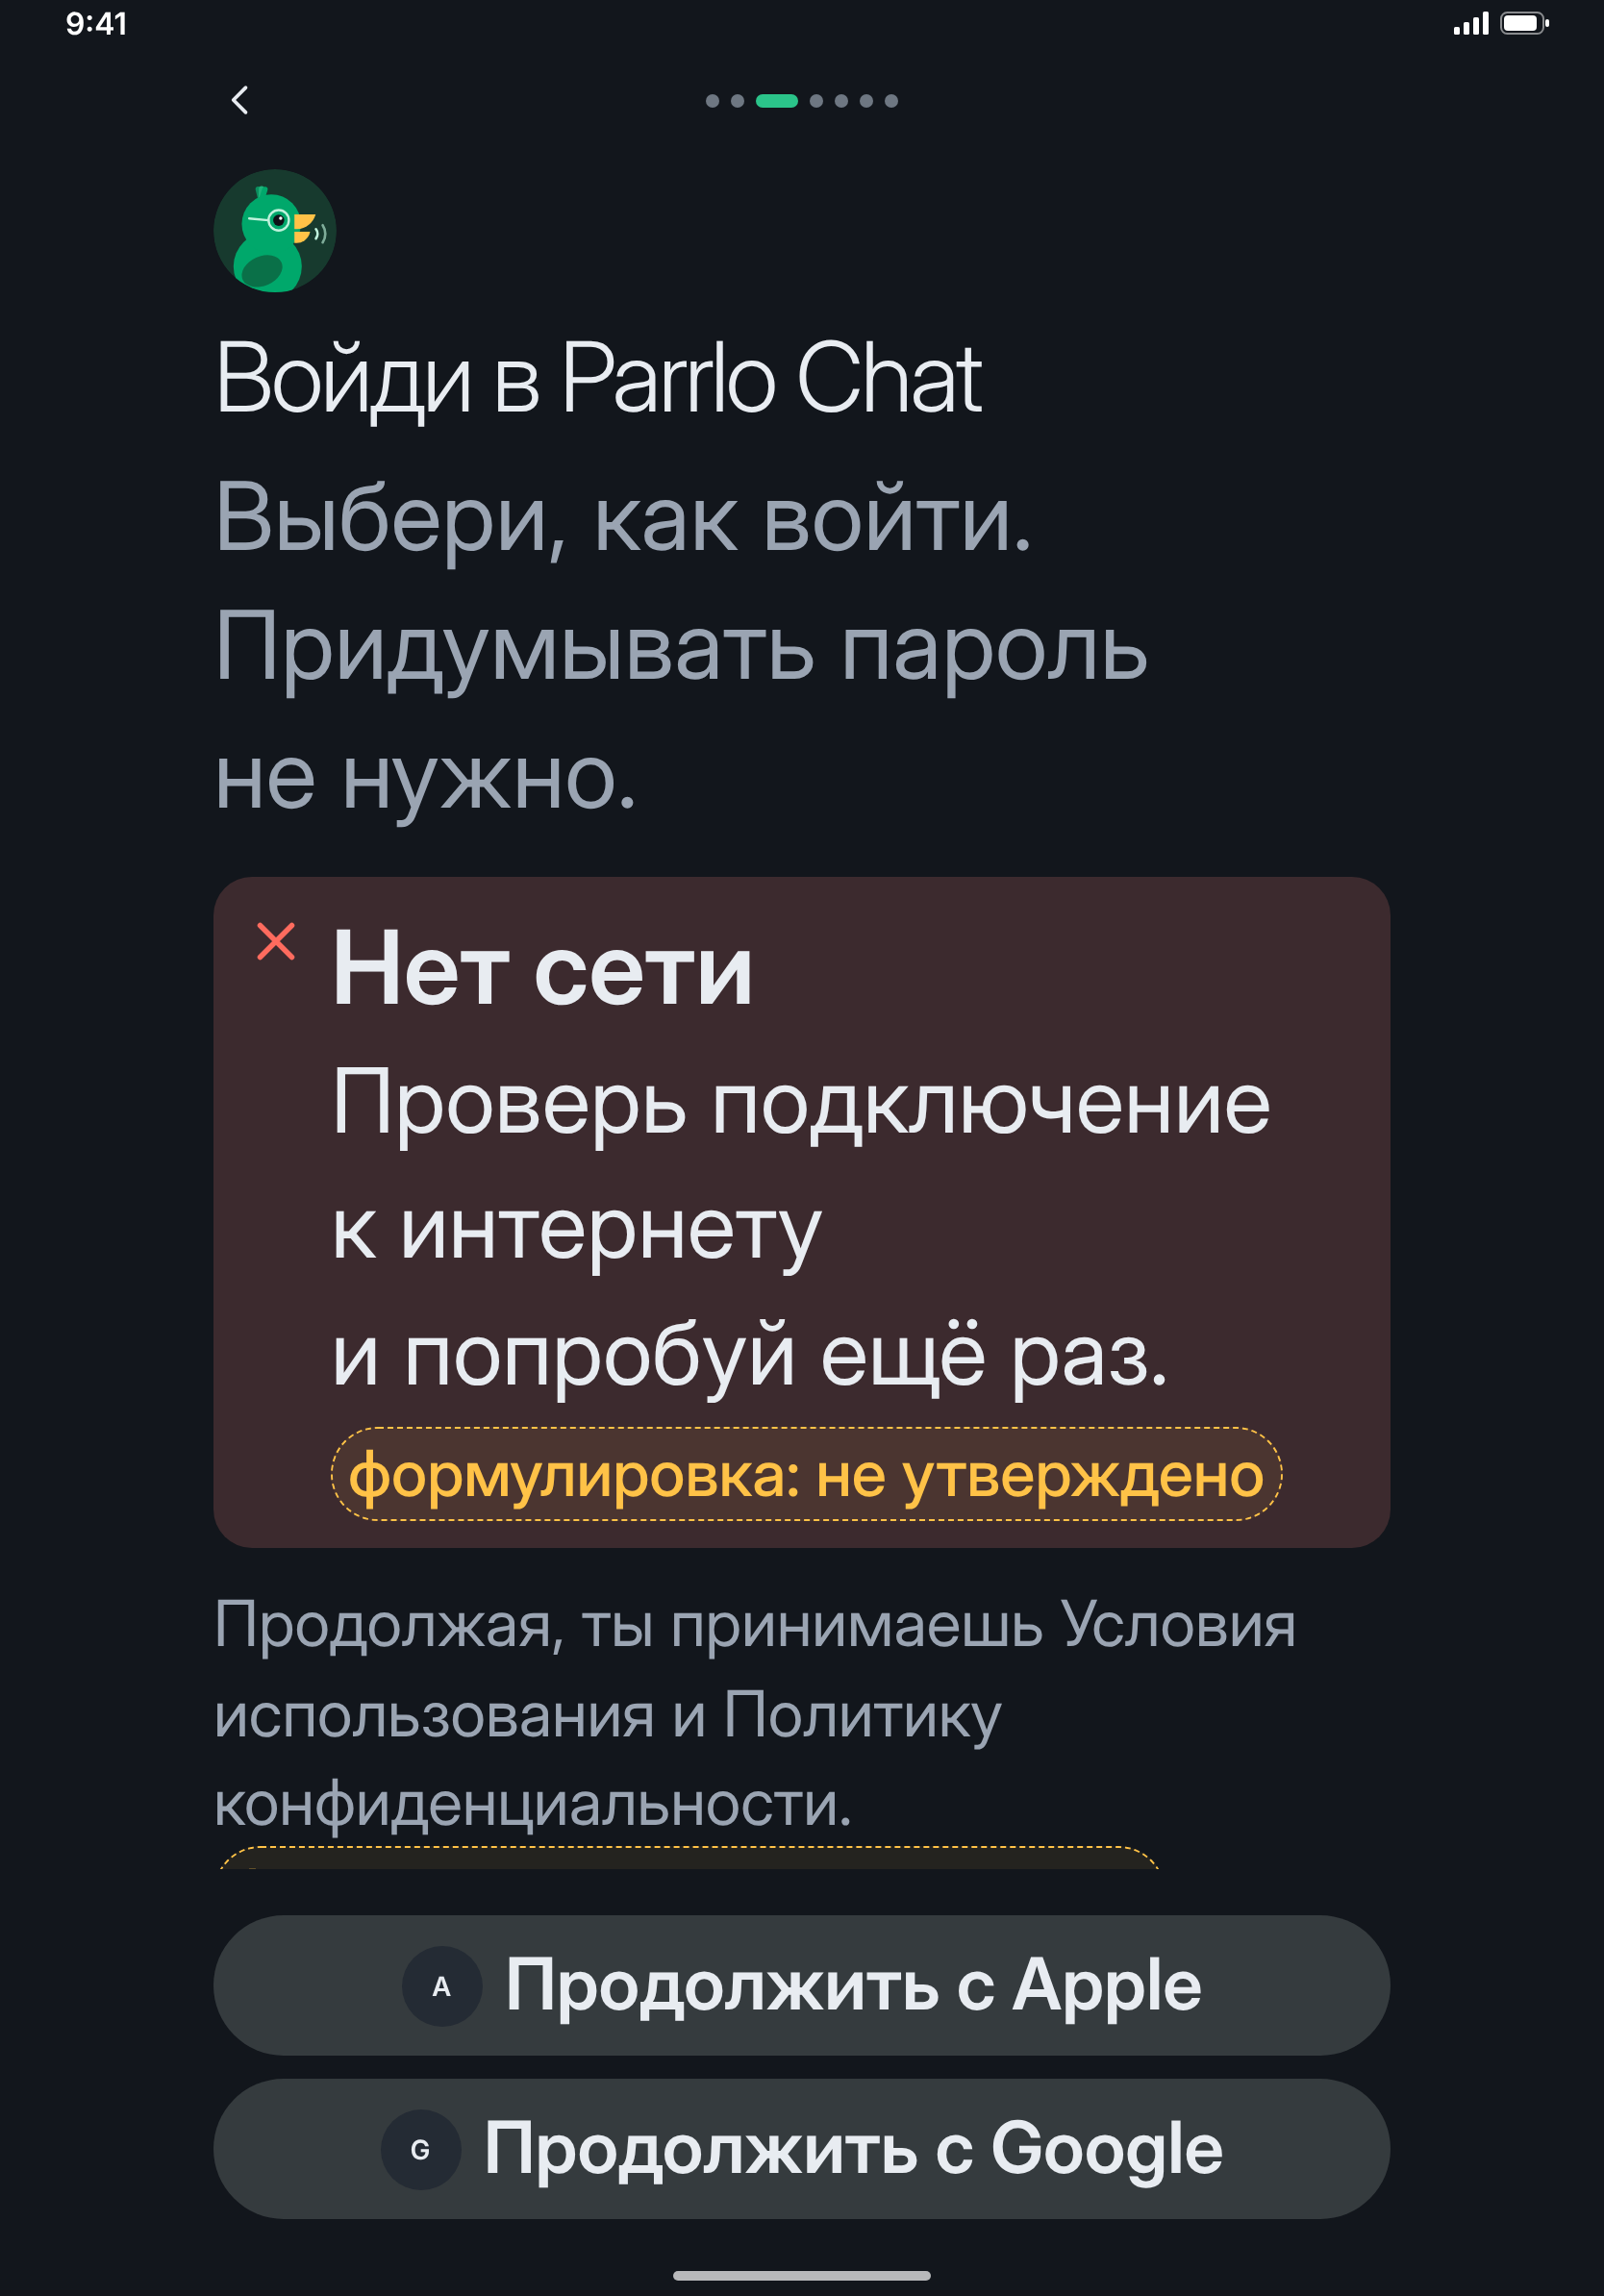 9:41
Войди в Parrlo Chat
Выбери, как войти.
Придумывать пароль
не нужно.
Нет сети
Проверь подключение
к интернету
и попробуй ещё раз.
формулировка: не утверждено
Продолжая, ты принимаешь Условия
использования и Политику
конфиденциальности.
A Продолжить с Apple
G Продолжить с Google